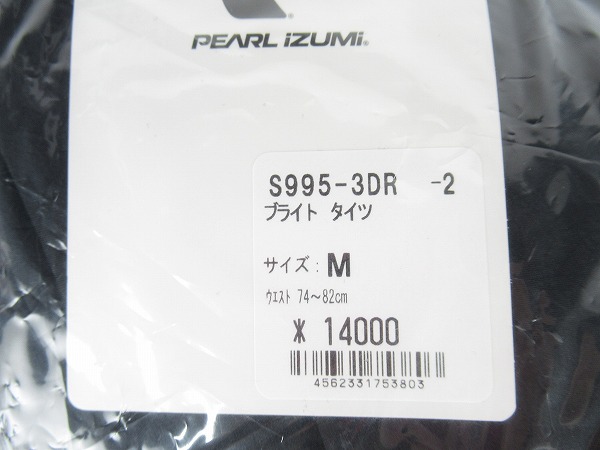 PEARL iZUMi
S995-3DR -2
ブライト タイツ
サイズ: M
ウエスト 74～82cm
¥ 14000
4562331753803